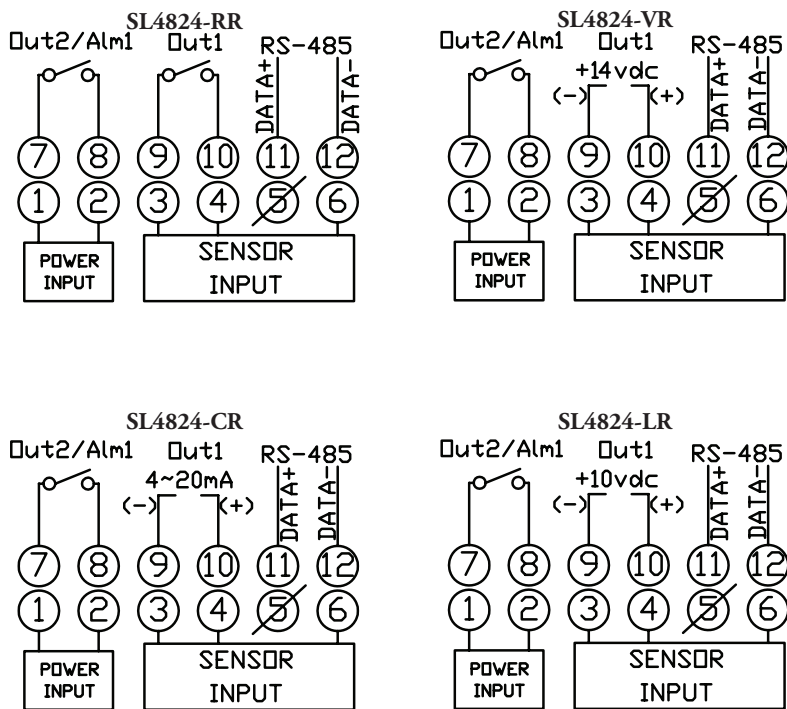 SL4824-RR
Out2/Alm1 Out1 RS-485
DATA+ DATA-
7 8 9 10 11 12
1 2 3 4 5 6
POWER INPUT
SENSOR INPUT
SL4824-VR
Out2/Alm1 Out1 RS-485
+14vdc
(-) (+)
DATA+ DATA-
7 8 9 10 11 12
1 2 3 4 5 6
POWER INPUT
SENSOR INPUT
SL4824-CR
Out2/Alm1 Out1 RS-485
4~20mA
(-) (+)
DATA+ DATA-
7 8 9 10 11 12
1 2 3 4 5 6
POWER INPUT
SENSOR INPUT
SL4824-LR
Out2/Alm1 Out1 RS-485
+10vdc
(-) (+)
DATA+ DATA-
7 8 9 10 11 12
1 2 3 4 5 6
POWER INPUT
SENSOR INPUT